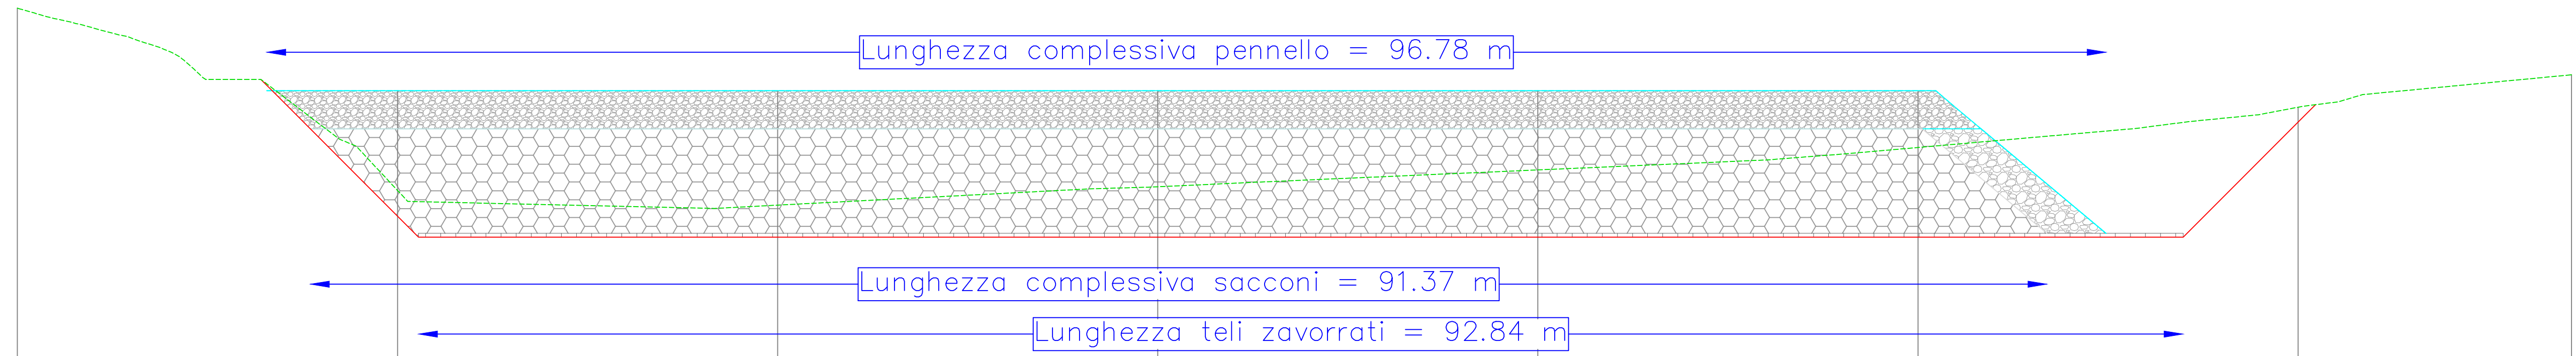 Lunghezza complessiva pennello = 96.78 m
Lunghezza complessiva sacconi = 91.37 m
Lunghezza teli zavorrati = 92.84 m